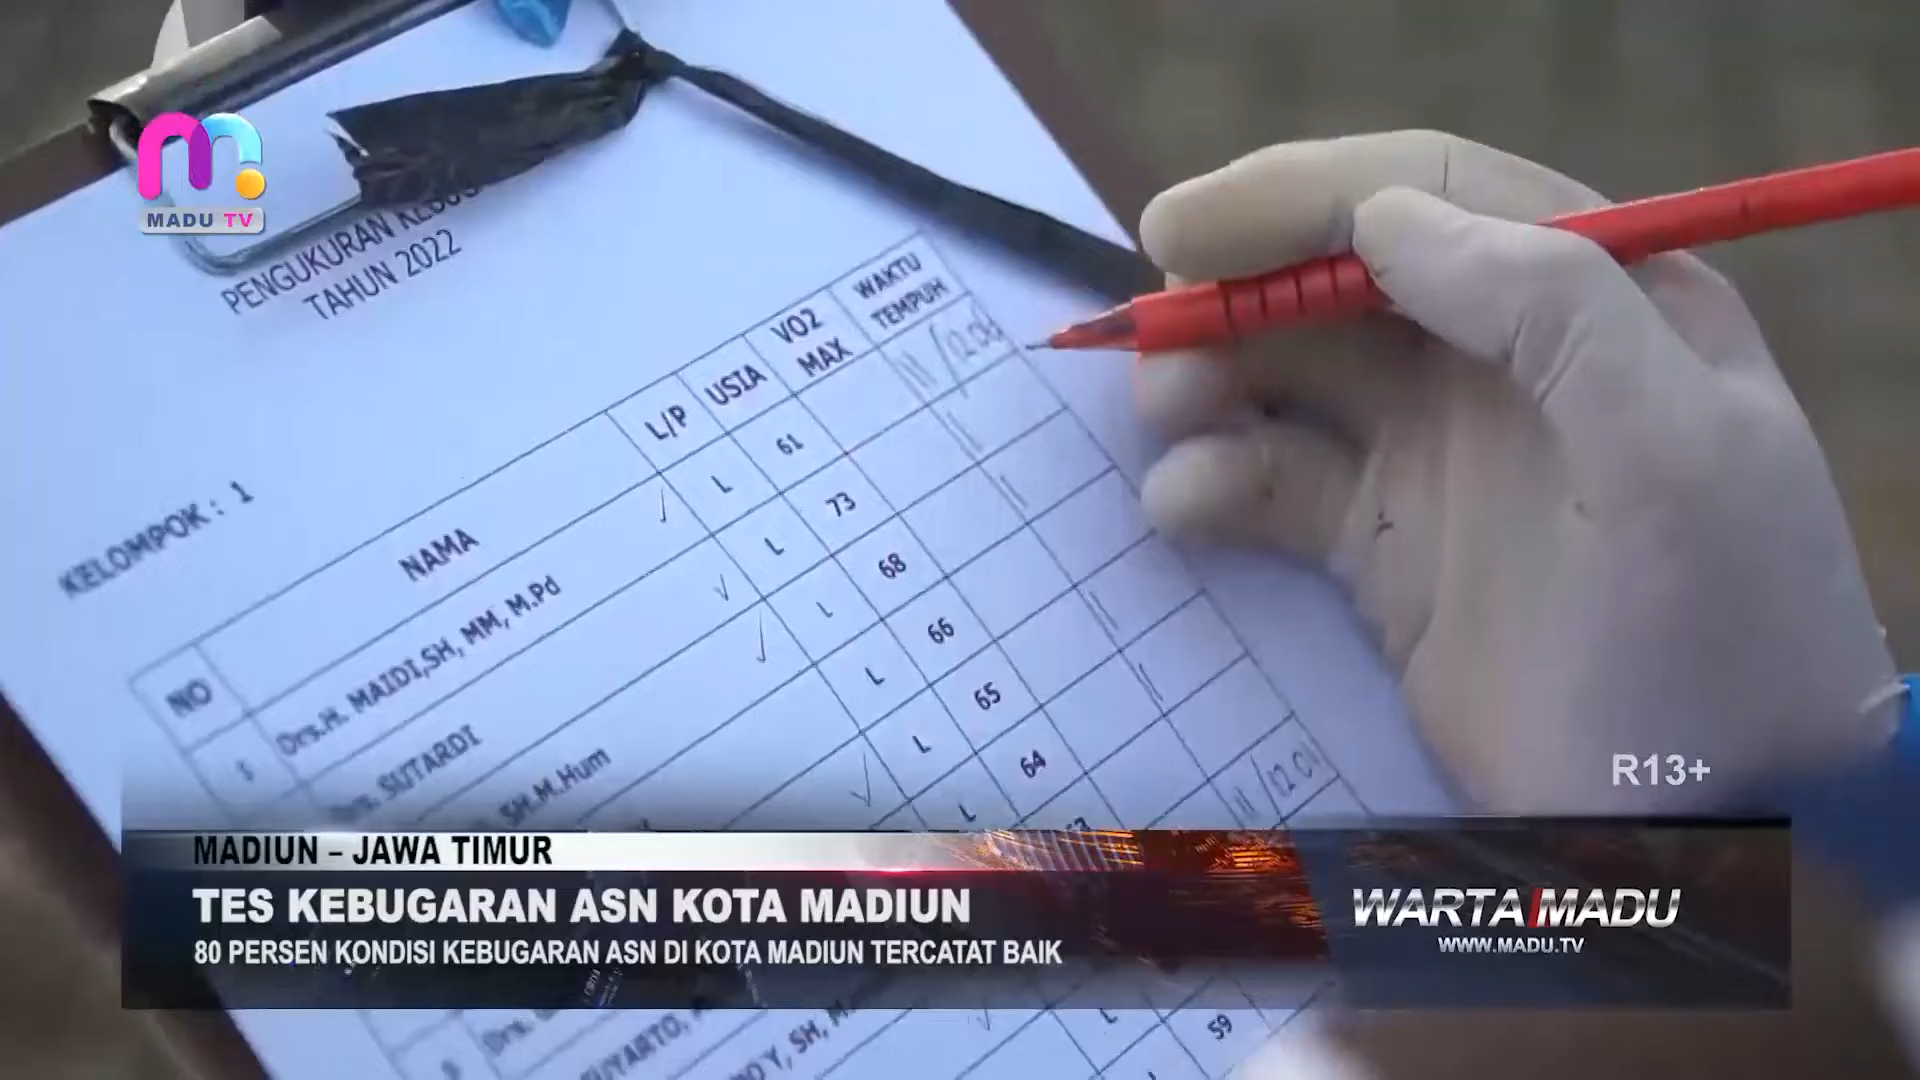 MADU TV
PENGUKURAN
TAHUN 2022
KELOMPOK : 1
NO
NAMA
L/P
USIA
VO2 MAX
WAKTU TEMPUH
Drs.H. MAIDI,SH, MM, M.Pd
L
61
SUTARDI
L
73
SH.M.Hum
L
68
L
66
L
65
L
64
L
59
R13+
MADIUN – JAWA TIMUR
TES KEBUGARAN ASN KOTA MADIUN
80 PERSEN KONDISI KEBUGARAN ASN DI KOTA MADIUN TERCATAT BAIK
WARTA MADU
WWW.MADU.TV